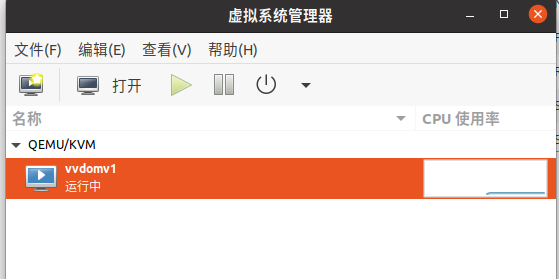 虚拟系统管理器
文件(F) 编辑(E) 查看(V) 帮助(H)
打开
名称 CPU 使用率
QEMU/KVM
vvdomv1
运行中